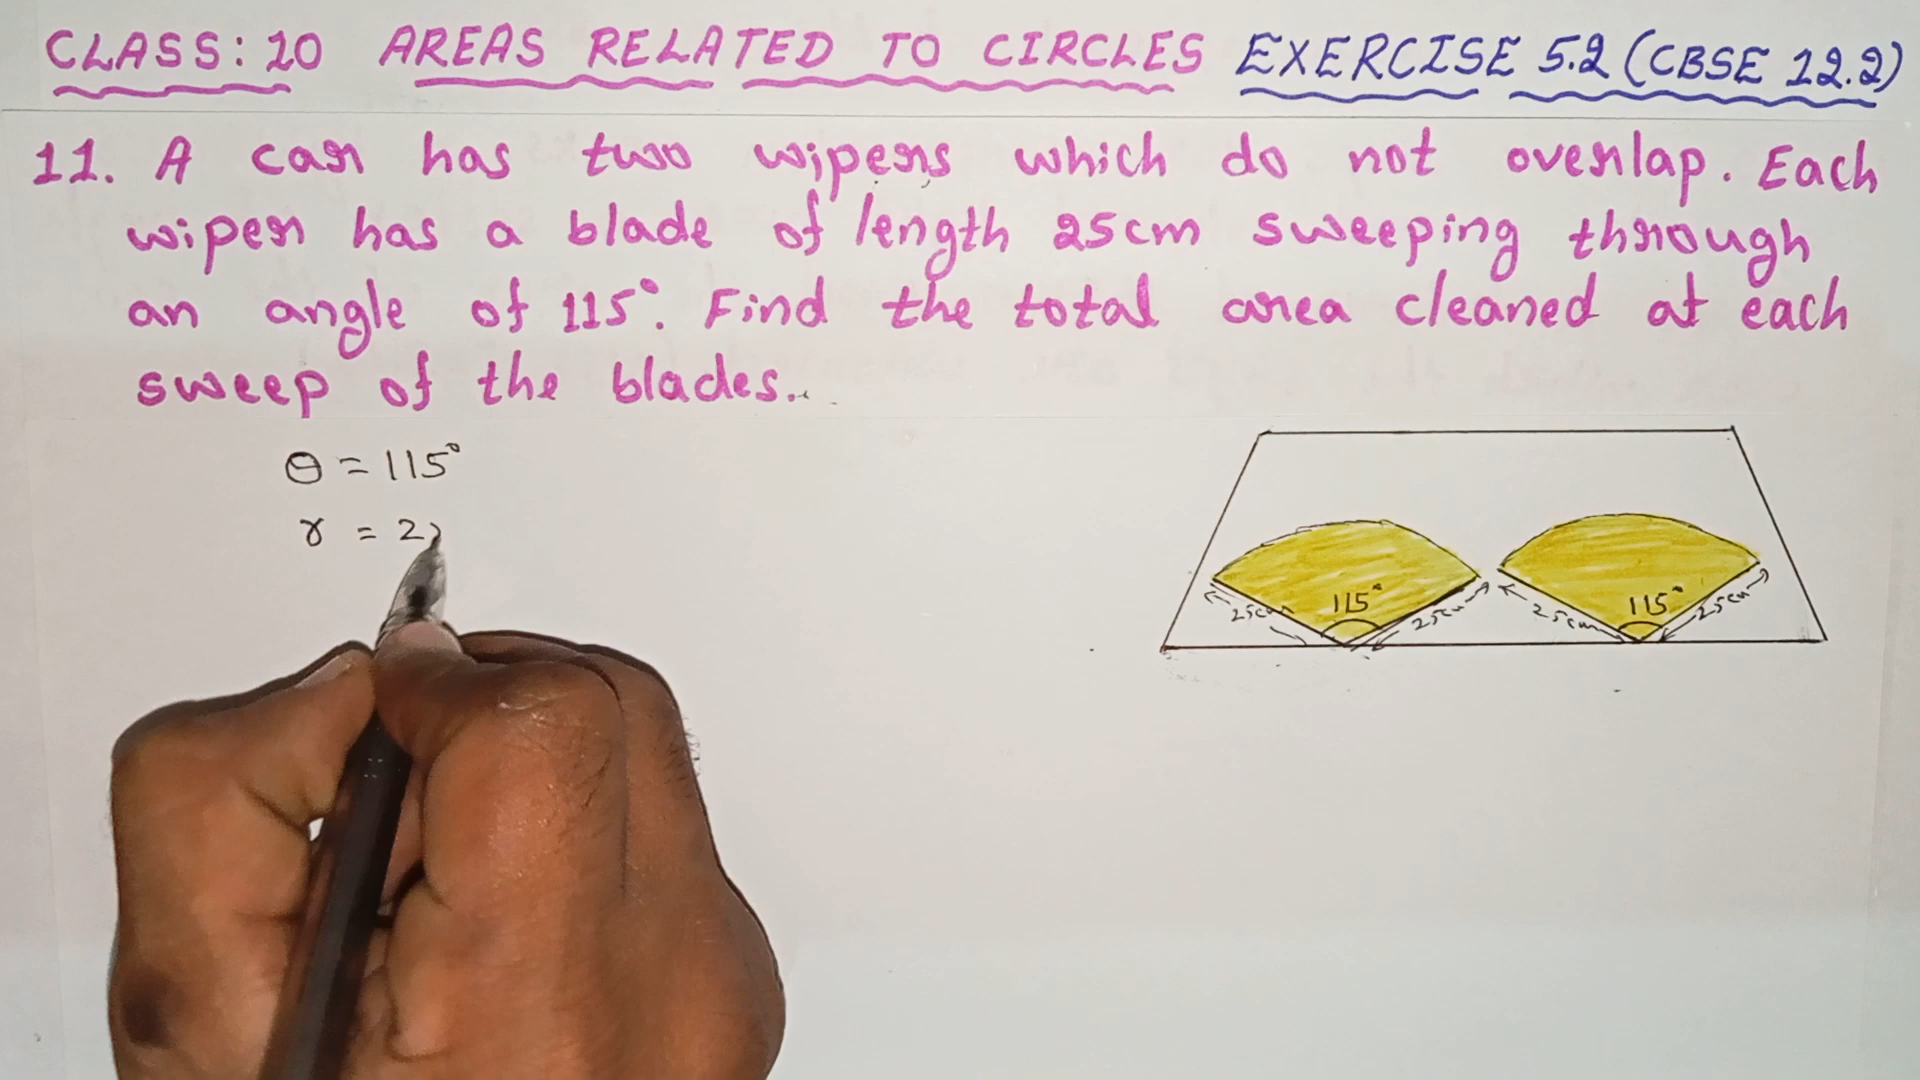 CLASS: 10 AREAS RELATED TO CIRCLES EXERCISE 5.2 (CBSE 12.2)
11. A car has two wipers which do not overlap. Each
wiper has a blade of length 25cm sweeping through
an angle of 115°. Find the total area cleaned at each
sweep of the blades.
θ = 115°
r = 2
115°
25cm
25cm
115°
25cm
25cm